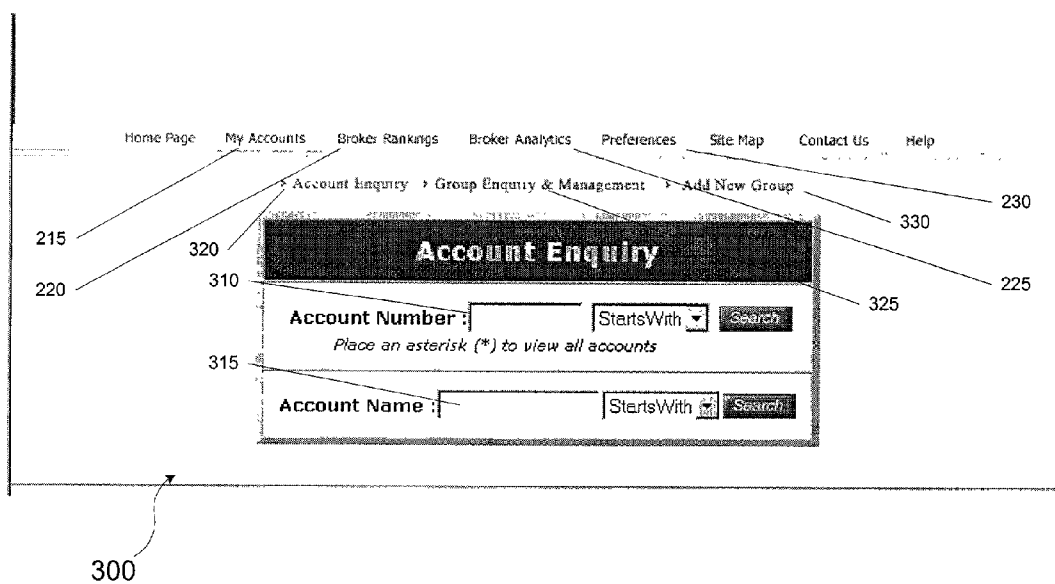 Home Page My Accounts Broker Rankings Broker Analytics Preferences Site Map Contact Us Help
› Account Enquiry › Group Enquiry & Management › Add New Group
215 320 330 230
Account Enquiry
220 310 325 225
Account Number : StartsWith Search
Place an asterisk (*) to view all accounts
315
Account Name : StartsWith Search
300